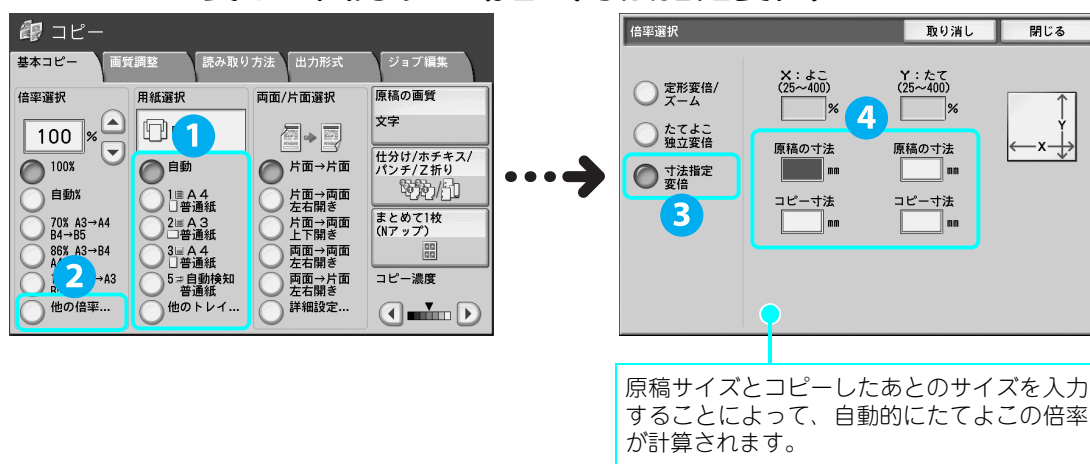 コピー
基本コピー 画質調整 読み取り方法 出力形式 ジョブ編集
倍率選択
100 %
100%
自動%
70% A3→A4
B4→B5
86% A3→B4
→A3
他の倍率...
2
用紙選択
1
自動
1 A4
普通紙
2 A3
普通紙
3 A4
普通紙
5 自動検知
普通紙
他のトレイ...
両面/片面選択
片面→片面
片面→両面
左右開き
片面→両面
上下開き
両面→両面
左右開き
両面→片面
左右開き
詳細設定...
原稿の画質
文字
仕分け/ホチキス/
パンチ/Z折り
まとめて1枚
(Nアップ)
コピー濃度
倍率選択 取り消し 閉じる
定形変倍/
ズーム
たてよこ
独立変倍
寸法指定
変倍
3
X:よこ
(25~400)
%
Y:たて
(25~400)
%
4
原稿の寸法
mm
原稿の寸法
mm
コピー寸法
mm
コピー寸法
mm
Y
X
原稿サイズとコピーしたあとのサイズを入力
することによって、自動的にたてよこの倍率
が計算されます。